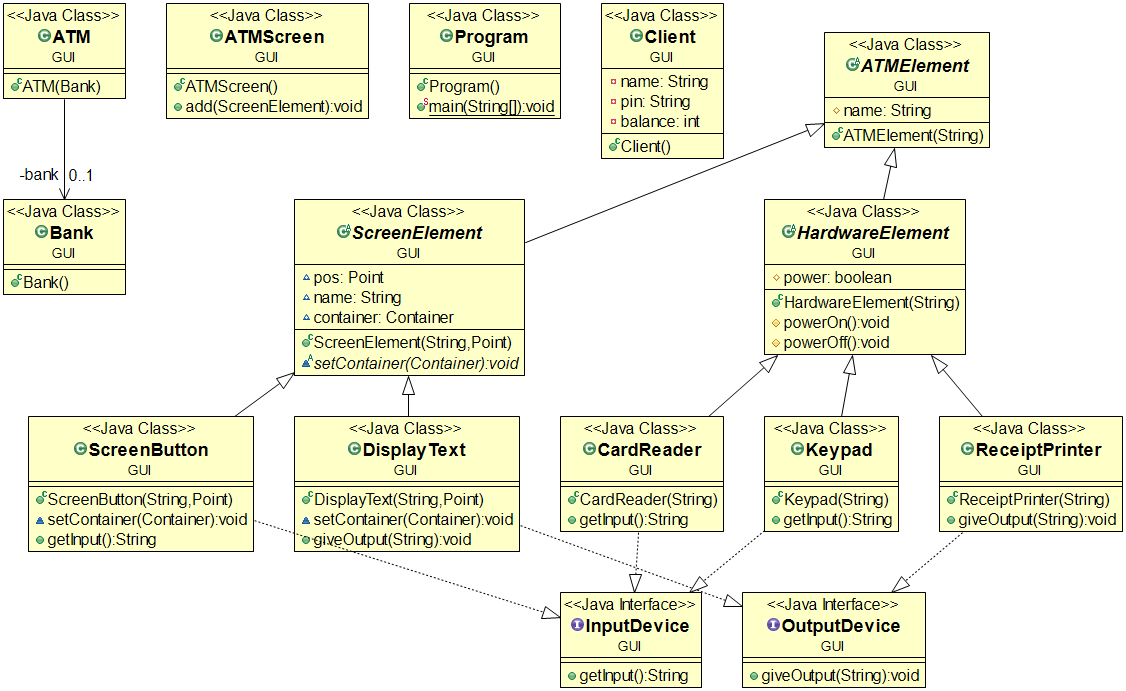 <<Java Class>>
ATM
GUI
ATM(Bank)
-bank 0..1
<<Java Class>>
Bank
GUI
Bank()
<<Java Class>>
ATMScreen
GUI
ATMScreen()
add(ScreenElement):void
<<Java Class>>
Program
GUI
Program()
main(String[]):void
<<Java Class>>
Client
GUI
name: String
pin: String
balance: int
Client()
<<Java Class>>
ATMElement
GUI
name: String
ATMElement(String)
<<Java Class>>
ScreenElement
GUI
pos: Point
name: String
container: Container
ScreenElement(String,Point)
setContainer(Container):void
<<Java Class>>
HardwareElement
GUI
power: boolean
HardwareElement(String)
powerOn():void
powerOff():void
<<Java Class>>
ScreenButton
GUI
ScreenButton(String,Point)
setContainer(Container):void
getInput():String
<<Java Class>>
DisplayText
GUI
DisplayText(String,Point)
setContainer(Container):void
giveOutput(String):void
<<Java Class>>
CardReader
GUI
CardReader(String)
getInput():String
<<Java Class>>
Keypad
GUI
Keypad(String)
getInput():String
<<Java Class>>
ReceiptPrinter
GUI
ReceiptPrinter(String)
giveOutput(String):void
<<Java Interface>>
InputDevice
GUI
getInput():String
<<Java Interface>>
OutputDevice
GUI
giveOutput(String):void